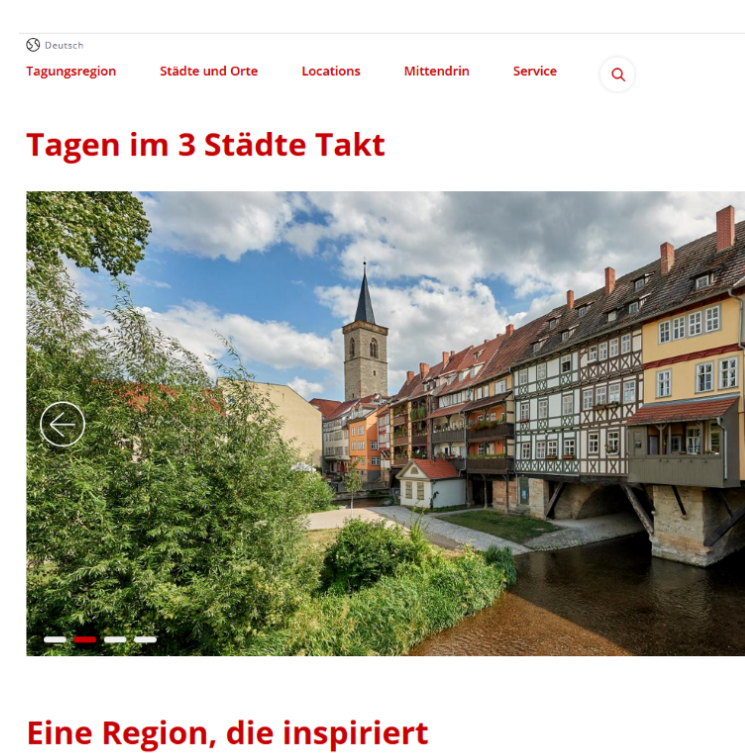 Deutsch
Tagungsregion Städte und Orte Locations Mittendrin Service
Tagen im 3 Städte Takt
Eine Region, die inspiriert